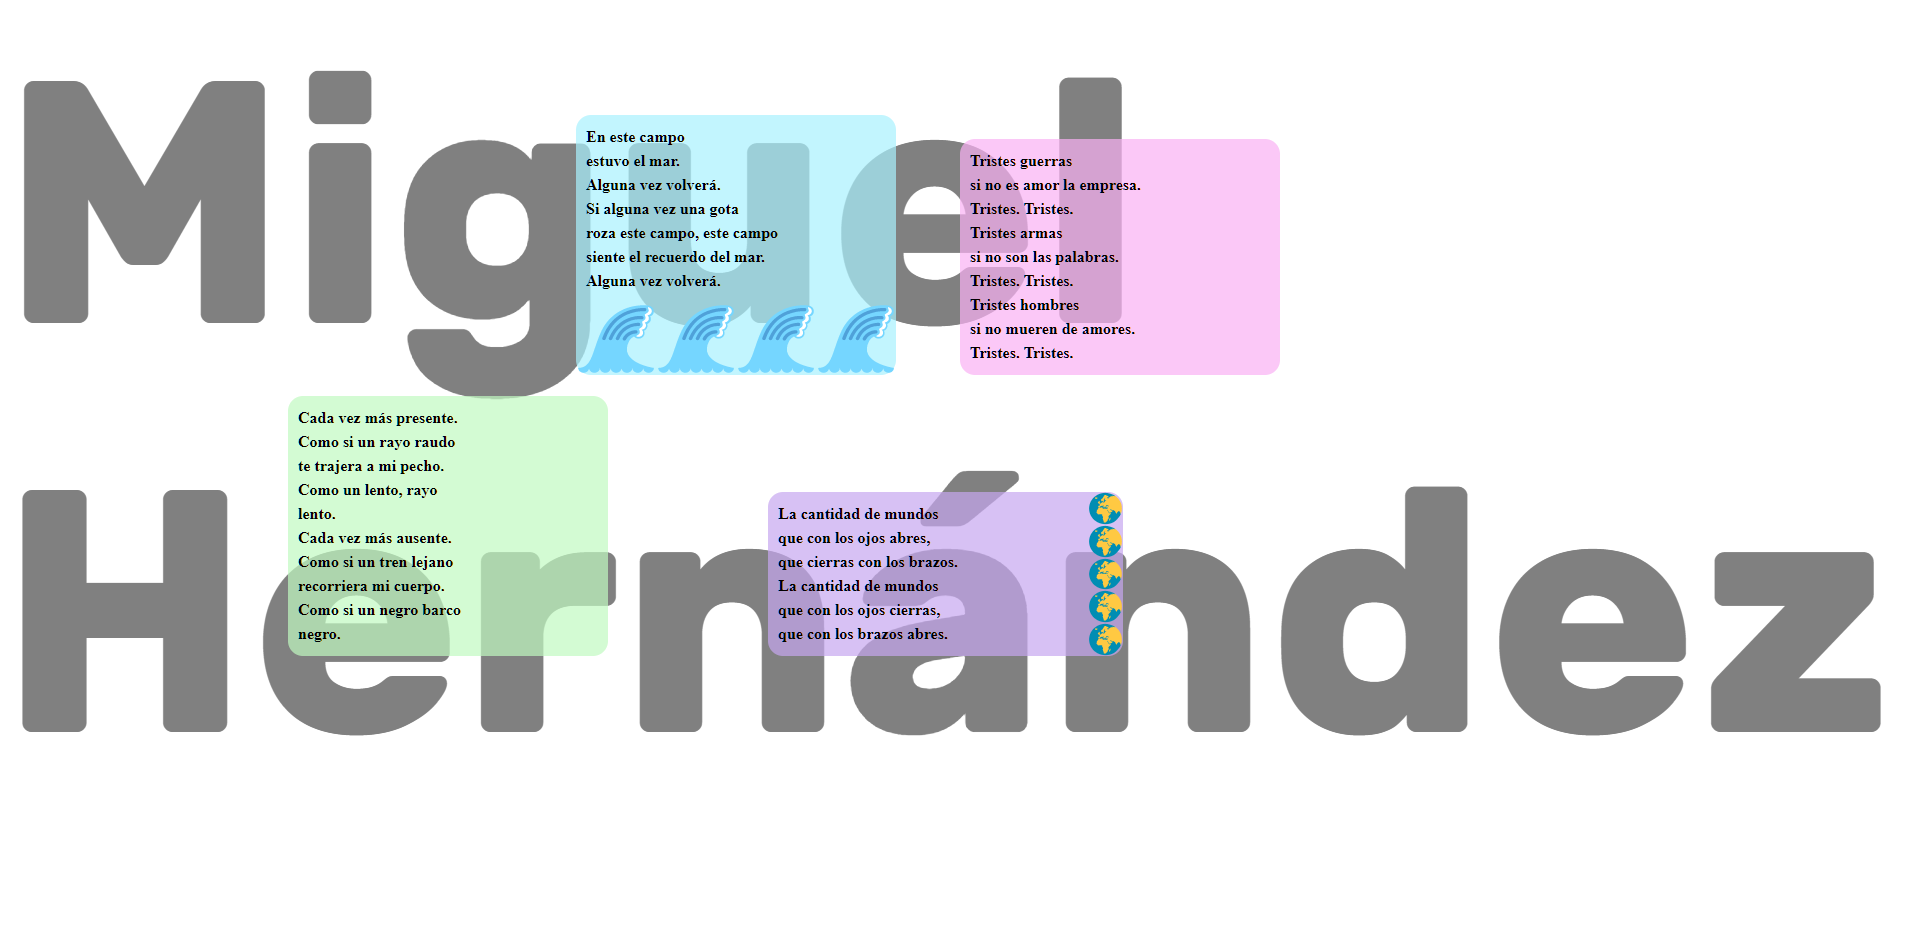 Miguel
En este campo
estuvo el mar.
Alguna vez volverá.
Si alguna vez una gota
roza este campo, este campo
siente el recuerdo del mar.
Alguna vez volverá.
Tristes guerras
si no es amor la empresa.
Tristes. Tristes.
Tristes armas
si no son las palabras.
Tristes. Tristes.
Tristes hombres
si no mueren de amores.
Tristes. Tristes.
Hernández
Cada vez más presente.
Como si un rayo raudo
te trajera a mi pecho.
Como un lento, rayo
lento.
Cada vez más ausente.
Como si un tren lejano
recorriera mi cuerpo.
Como si un negro barco
negro.
La cantidad de mundos
que con los ojos abres,
que cierras con los brazos.
La cantidad de mundos
que con los ojos cierras,
que con los brazos abres.